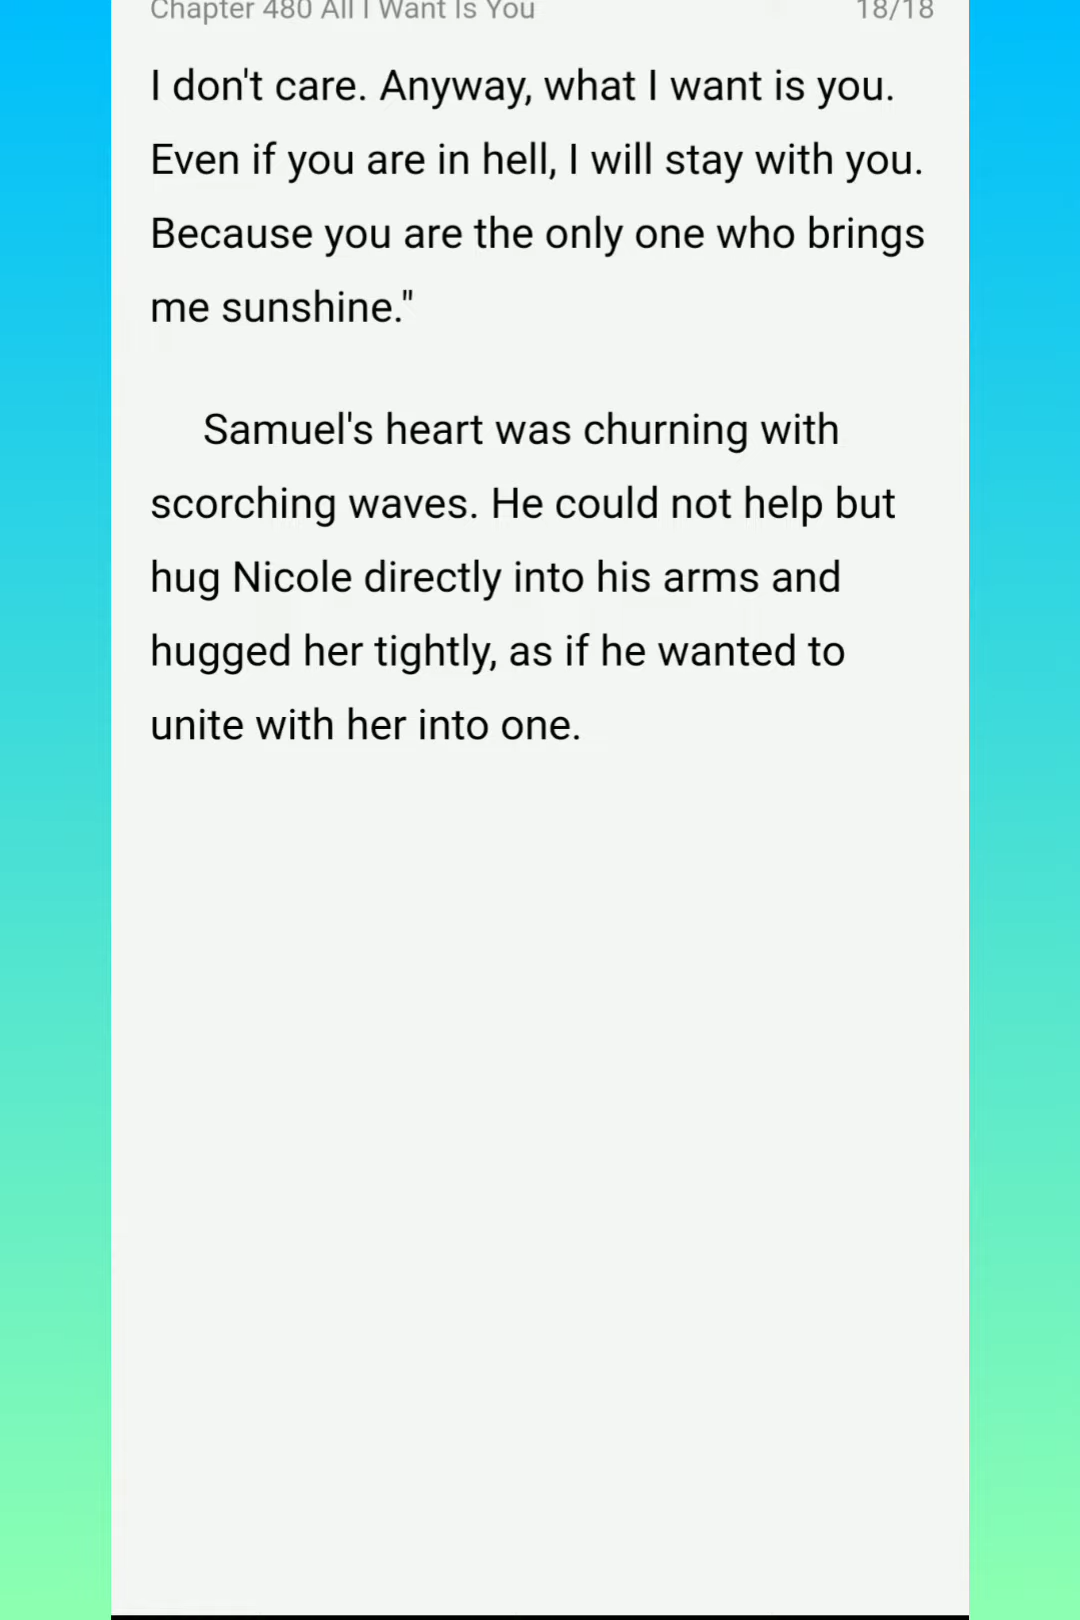 Chapter 480 All I Want Is You 18/18
I don't care. Anyway, what I want is you.
Even if you are in hell, I will stay with you.
Because you are the only one who brings
me sunshine."
Samuel's heart was churning with
scorching waves. He could not help but
hug Nicole directly into his arms and
hugged her tightly, as if he wanted to
unite with her into one.